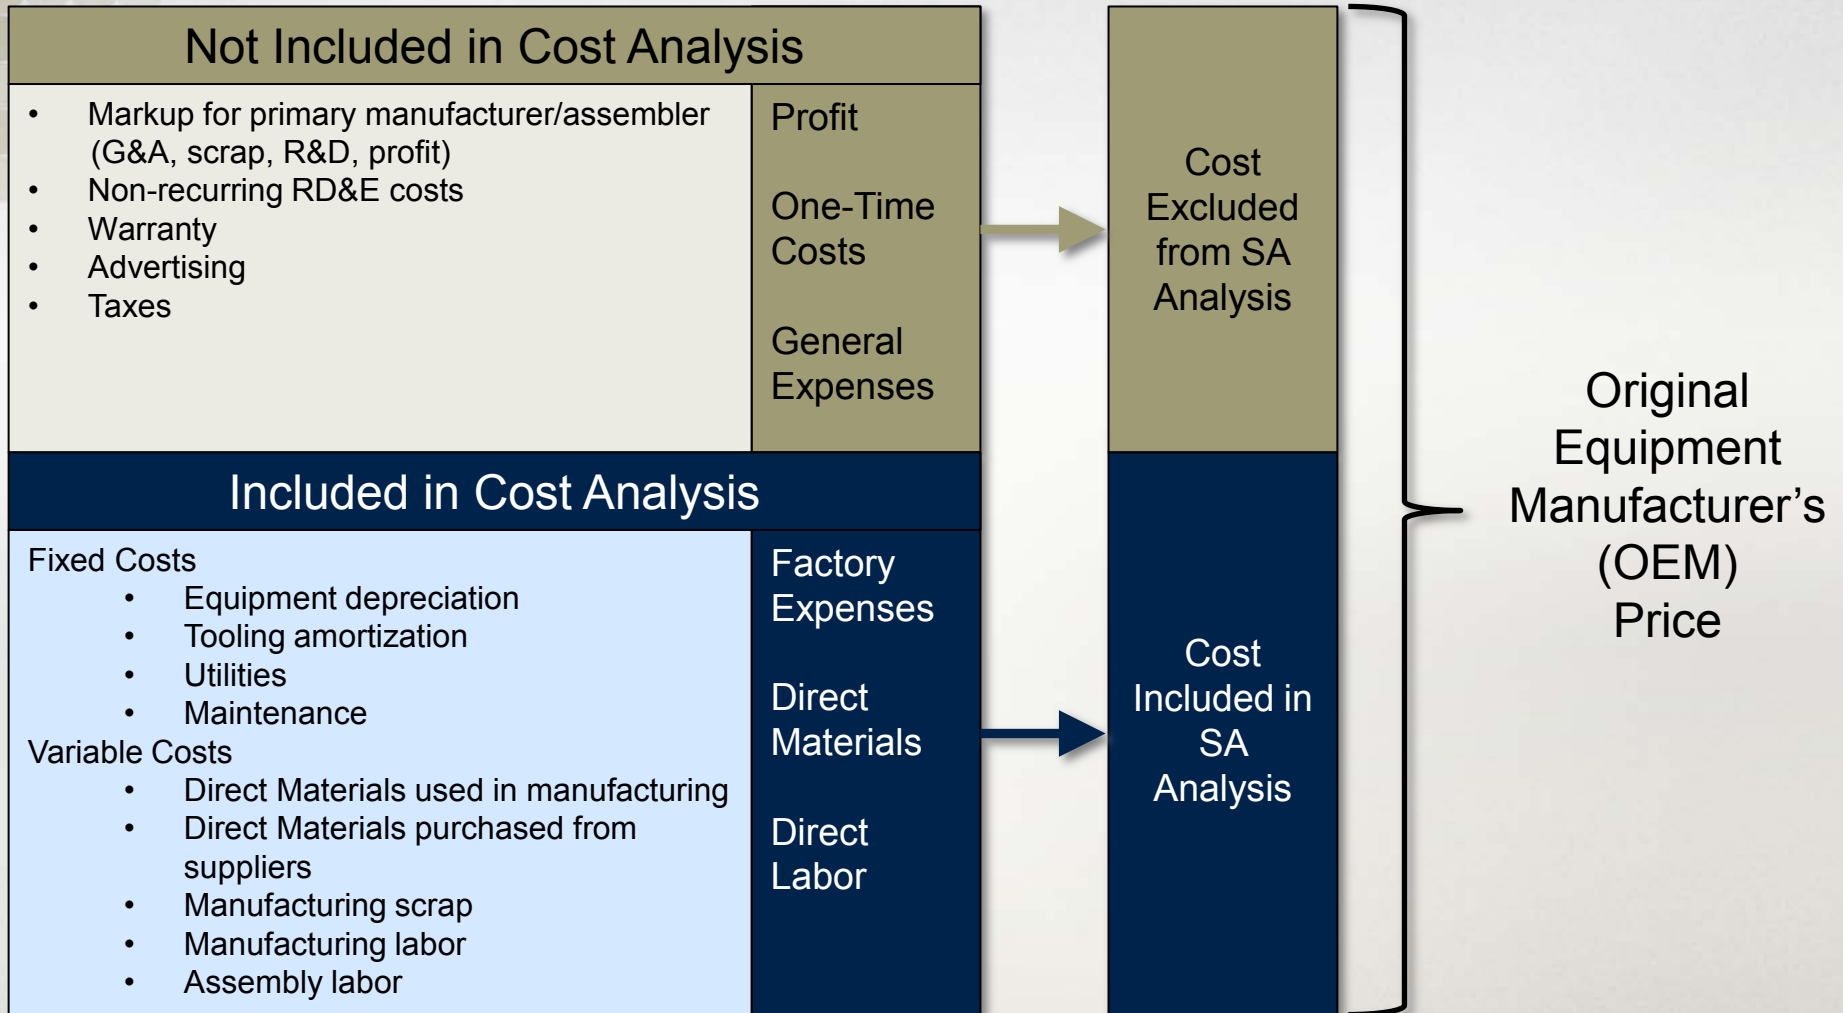 Not Included in Cost Analysis
• Markup for primary manufacturer/assembler
(G&A, scrap, R&D, profit)
• Non-recurring RD&E costs
• Warranty
• Advertising
• Taxes
Profit
One-Time
Costs
General
Expenses
Included in Cost Analysis
Fixed Costs
• Equipment depreciation
• Tooling amortization
• Utilities
• Maintenance
Variable Costs
• Direct Materials used in manufacturing
• Direct Materials purchased from
suppliers
• Manufacturing scrap
• Manufacturing labor
• Assembly labor
Factory
Expenses
Direct
Materials
Direct
Labor
Cost
Excluded
from SA
Analysis
Cost
Included in
SA
Analysis
Original
Equipment
Manufacturer’s
(OEM)
Price